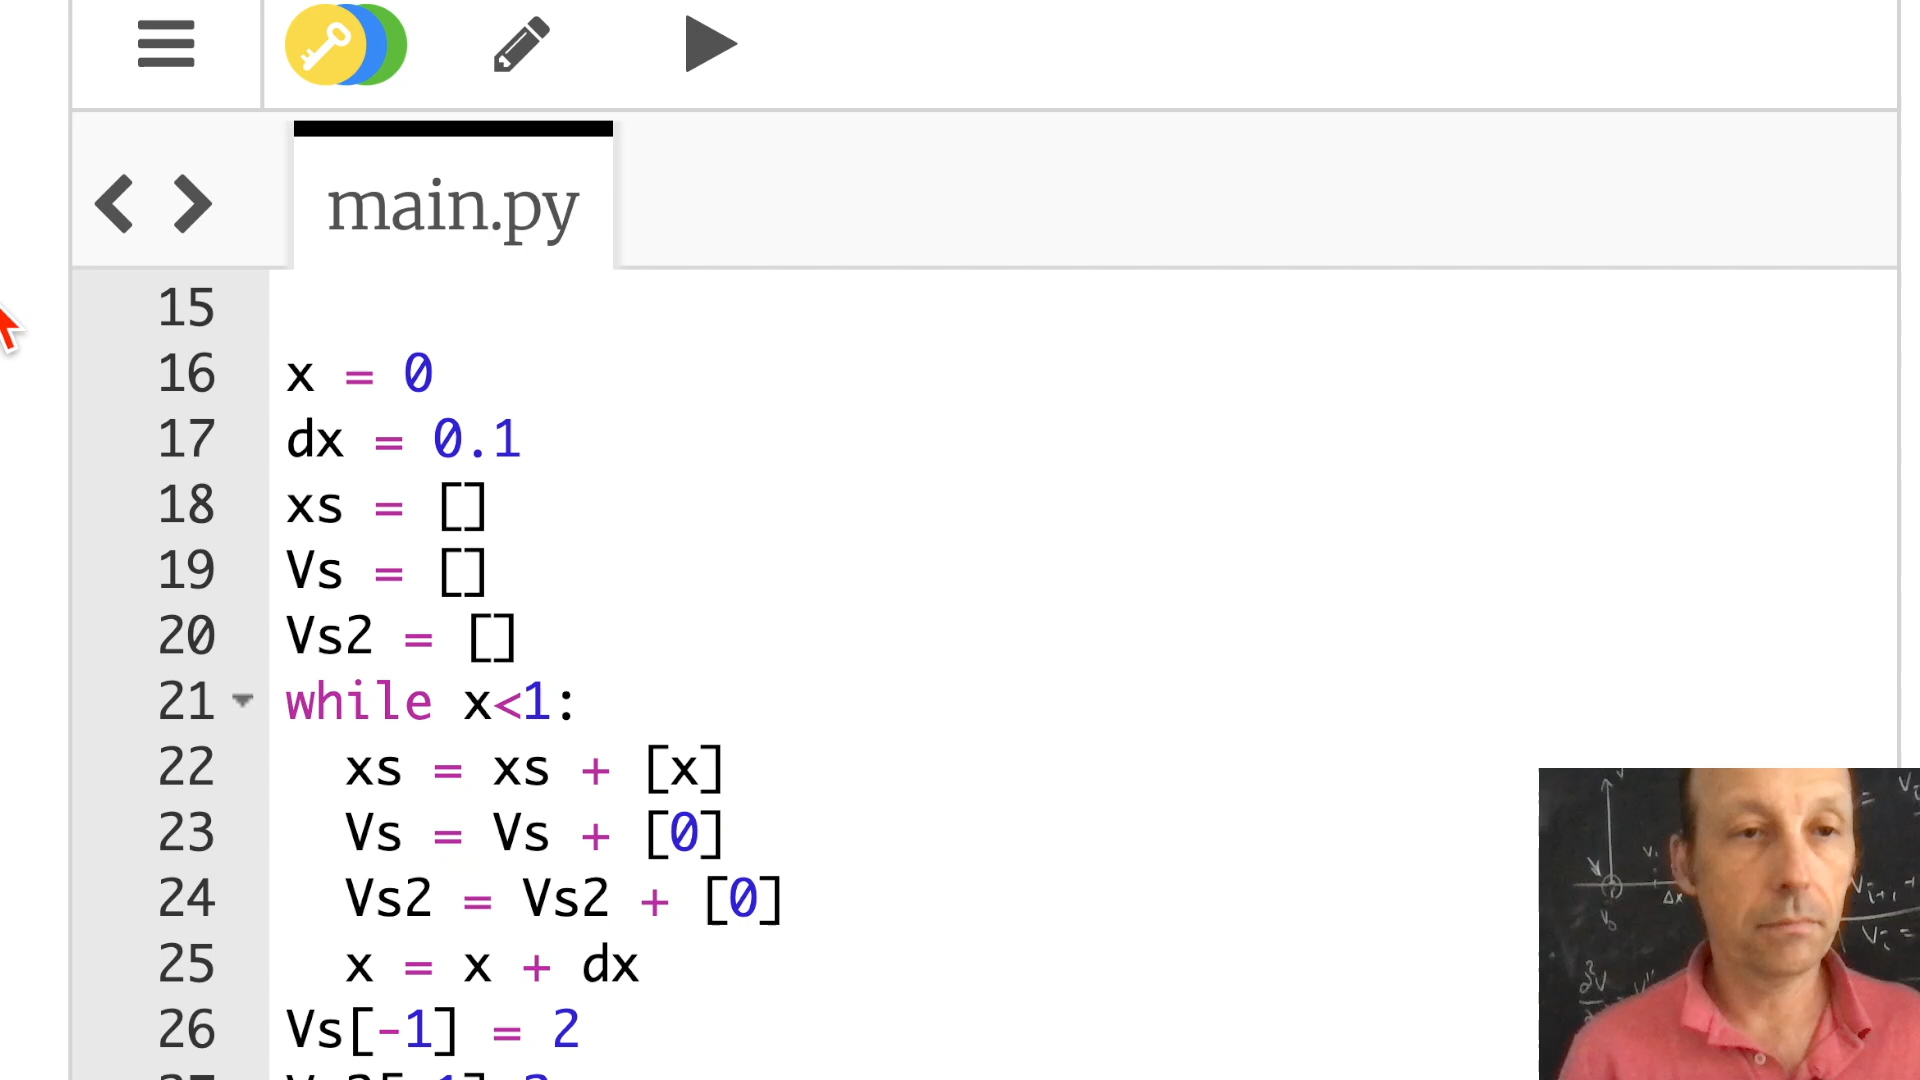 main.py
15
16 x = 0
17 dx = 0.1
18 xs = []
19 Vs = []
20 Vs2 = []
21 while x<1:
22 xs = xs + [x]
23 Vs = Vs + [0]
24 Vs2 = Vs2 + [0]
25 x = x + dx
26 Vs[-1] = 2